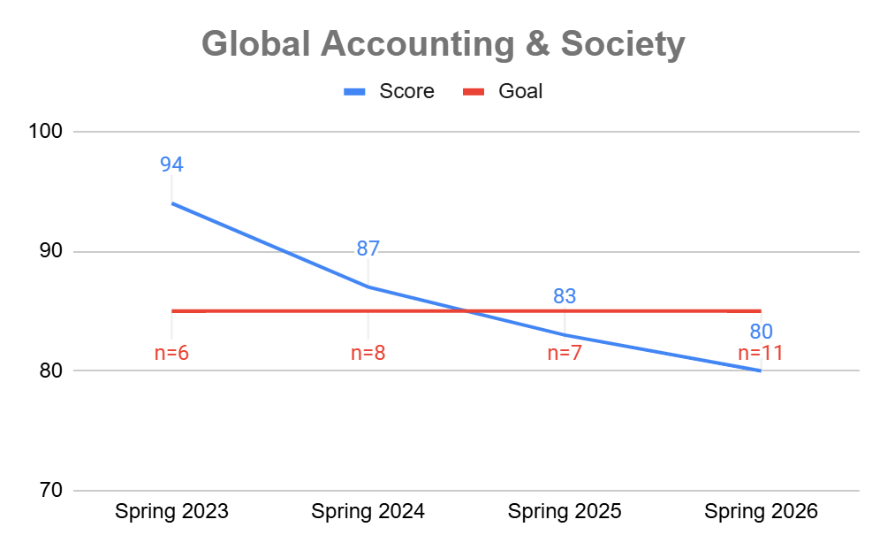 Global Accounting & Society
Score Goal
100
94
90
87
83
80
n=6 n=8 n=7 n=11
80
70
Spring 2023 Spring 2024 Spring 2025 Spring 2026